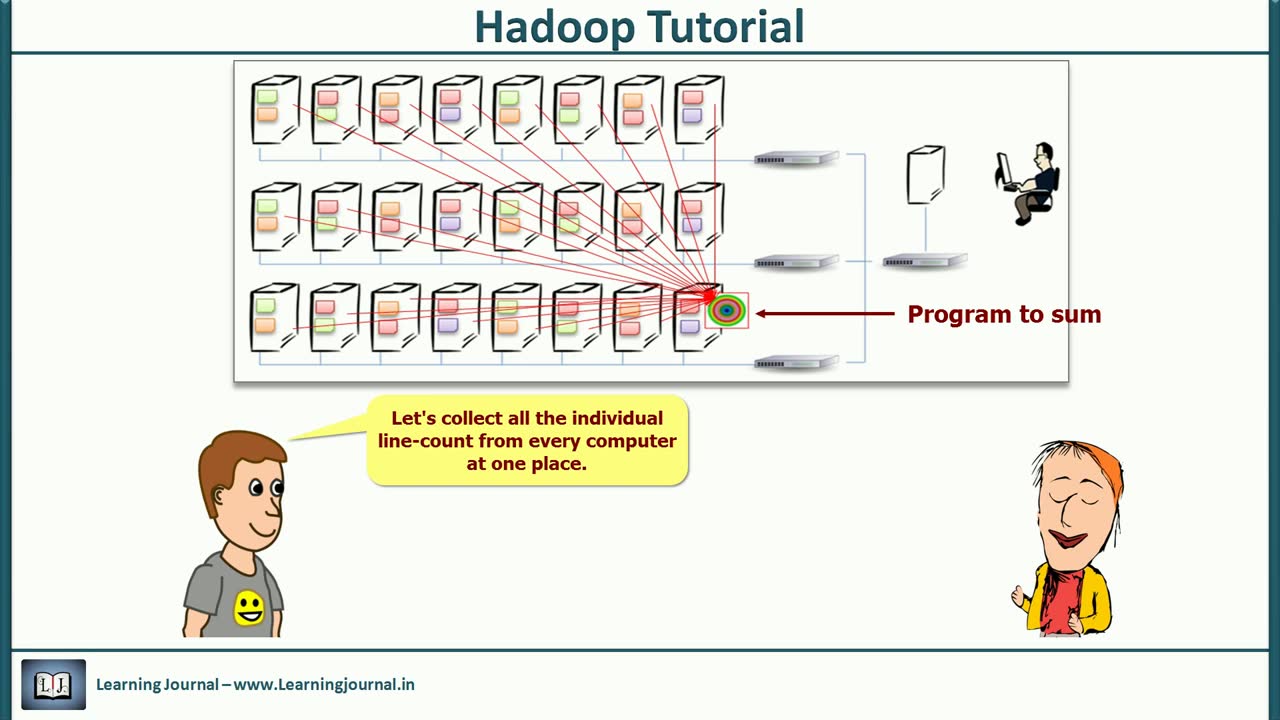 Hadoop Tutorial
Program to sum
Let's collect all the individual
line-count from every computer
at one place.
L J
Learning Journal – www.Learningjournal.in